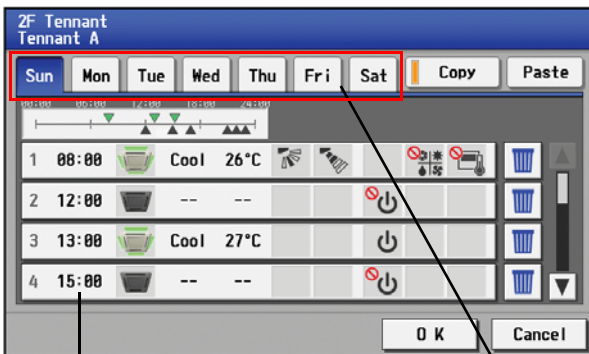 2F Tennant
Tennant A
Sun Mon Tue Wed Thu Fri Sat Copy Paste
00:00 06:00 12:00 18:00 24:00
1 08:00 Cool 26°C
2 12:00 -- --
3 13:00 Cool 27°C
4 15:00 -- --
OK Cancel